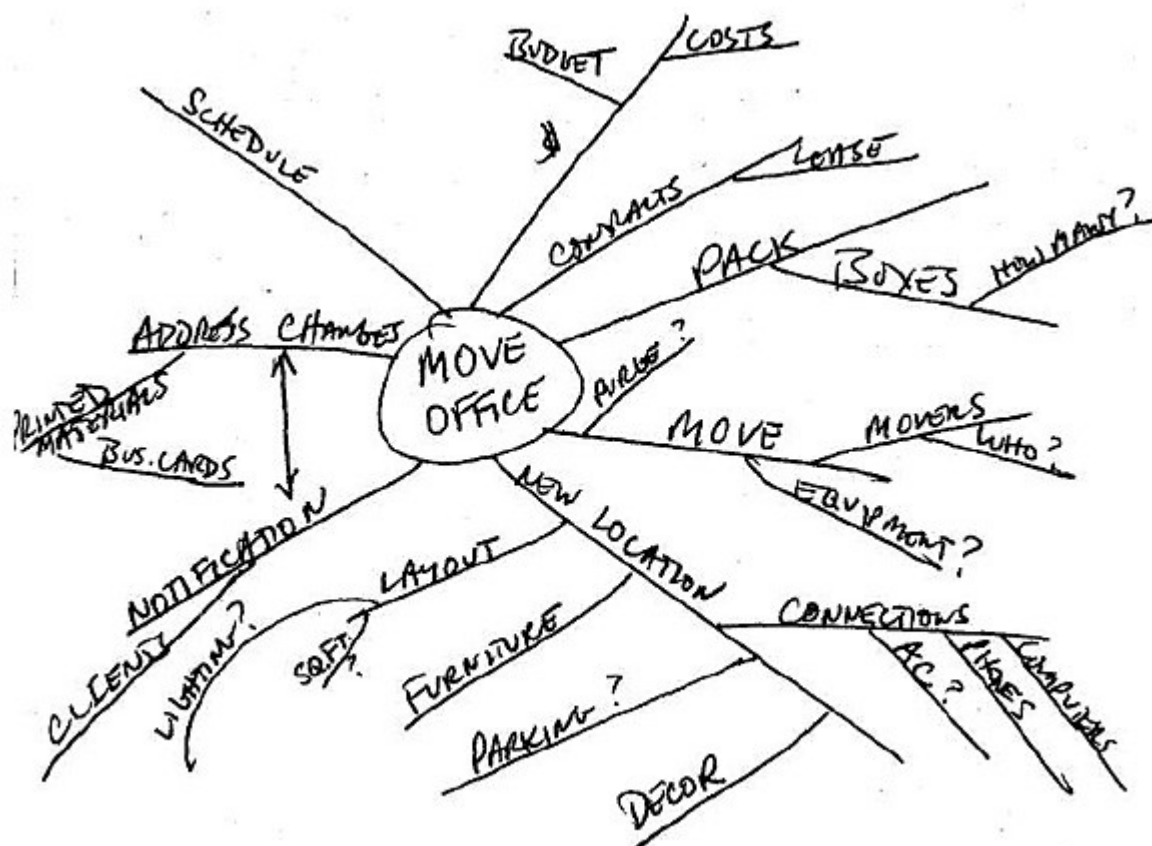 BUDGET
COSTS
SCHEDULE
$
CONTRACTS
LEASE
PACK
BOXES
HOW MANY?
ADDRESS CHANGES
PRINTED
MATERIALS
BUS. CARDS
MOVE
OFFICE
PURGE?
MOVE
MOVERS
WHO?
EQUIPMENT?
NOTIFICATION
CLIENTS
NEW LOCATION
LAYOUT
LIGHTING?
SQ.FT.
?
FURNITURE
PARKING?
DECOR
CONNECTIONS
AC?
PHONES
COMPUTERS